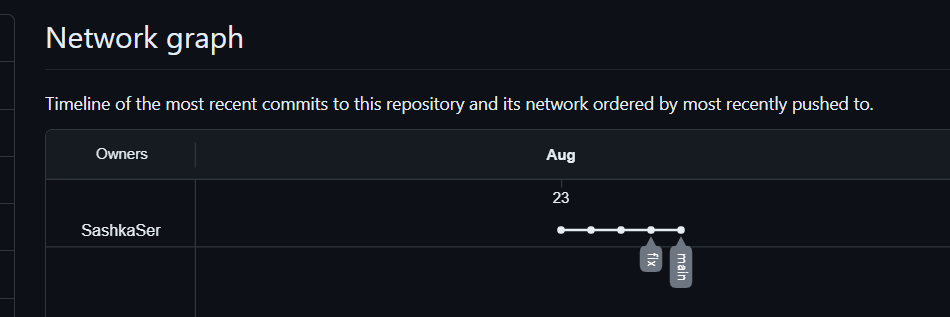 Network graph
Timeline of the most recent commits to this repository and its network ordered by most recently pushed to.
Owners
Aug
23
SashkaSer
fix
main